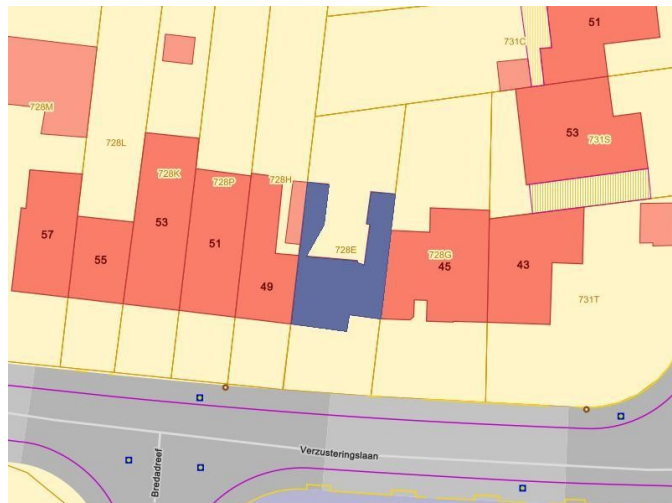 51
731C
728M
728L
53
731S
728K
728P
728H
53
57
51
728E
728G
55
49
45
43
731T
Verzusteringslaan
Bredadreef